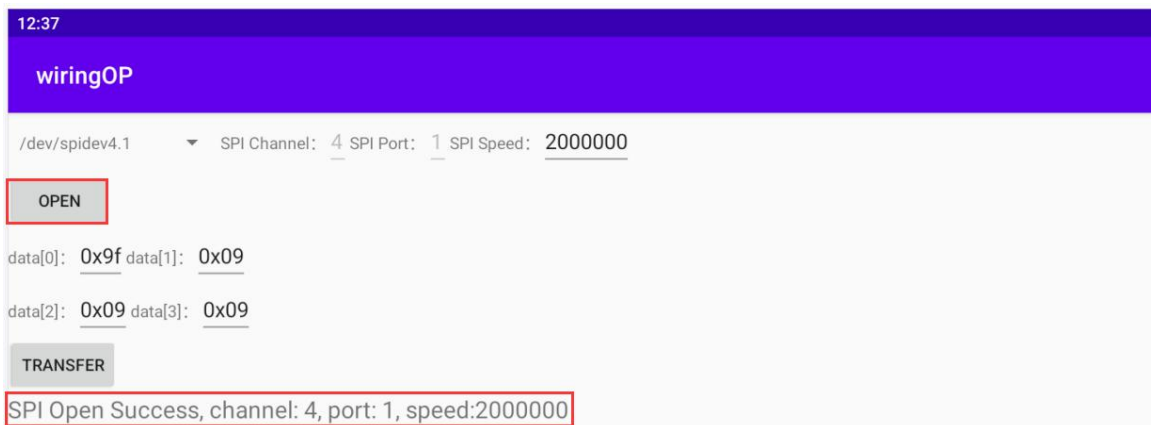 12:37
wiringOP
/dev/spidev4.1 SPI Channel: 4 SPI Port: 1 SPI Speed: 2000000
OPEN
data[0]: 0x9f data[1]: 0x09
data[2]: 0x09 data[3]: 0x09
TRANSFER
SPI Open Success, channel: 4, port: 1, speed:2000000